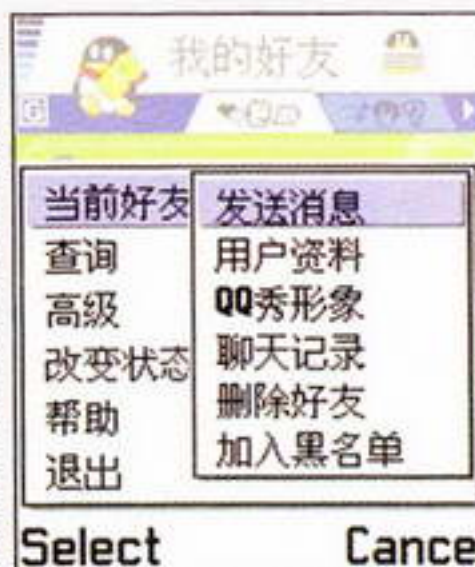 我的好友
当前好友
查询
高级
改变状态
帮助
退出
发送消息
用户资料
QQ秀形象
聊天记录
删除好友
加入黑名单
Select
Cance